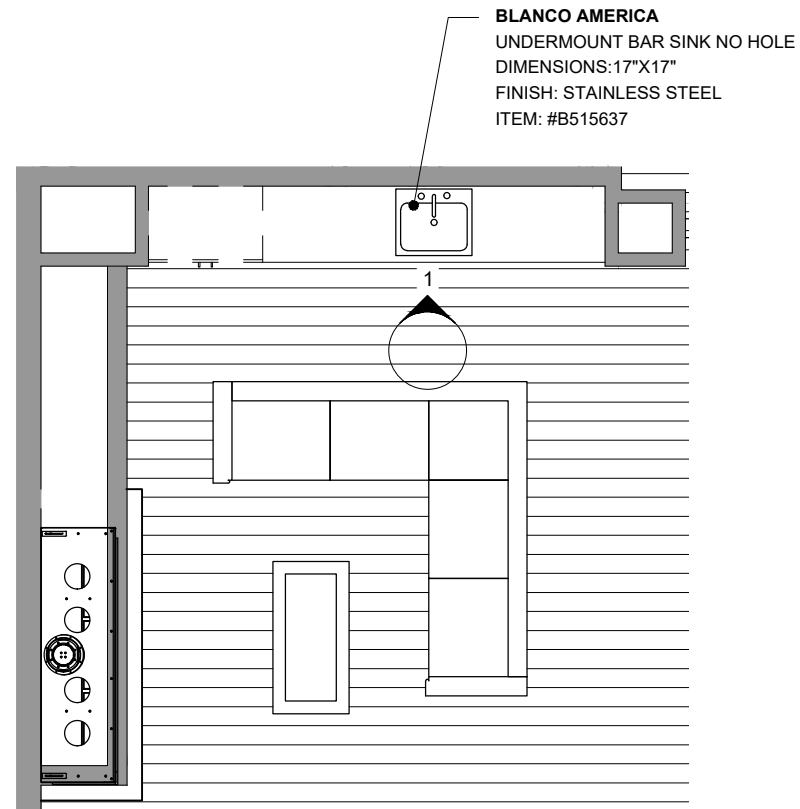 BLANCO AMERICA
UNDERMOUNT BAR SINK NO HOLE
DIMENSIONS:17"X17"
FINISH: STAINLESS STEEL
ITEM: #B515637
1